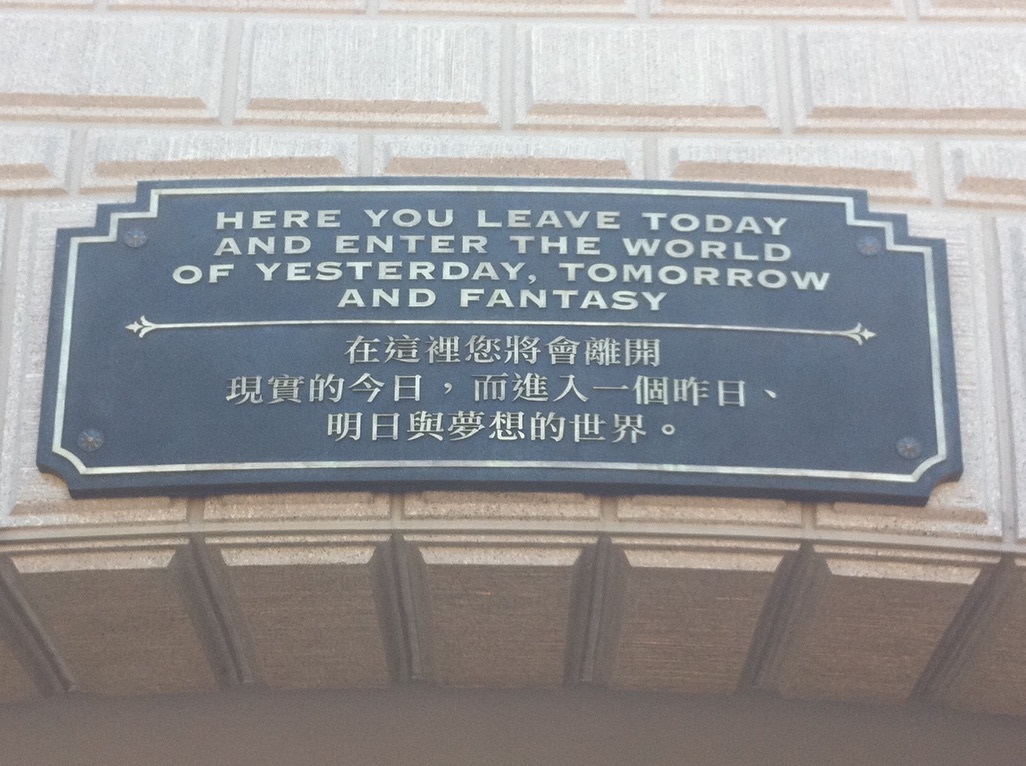 HERE YOU LEAVE TODAY
AND ENTER THE WORLD
OF YESTERDAY, TOMORROW
AND FANTASY
在這裡您將會離開
現實的今日，而進入一個昨日、
明日與夢想的世界。